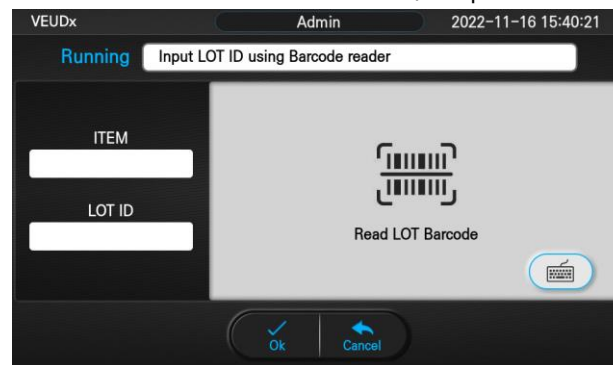 VEUDx Admin 2022-11-16 15:40:21
Running Input LOT ID using Barcode reader
ITEM
LOT ID
Read LOT Barcode
Ok Cancel